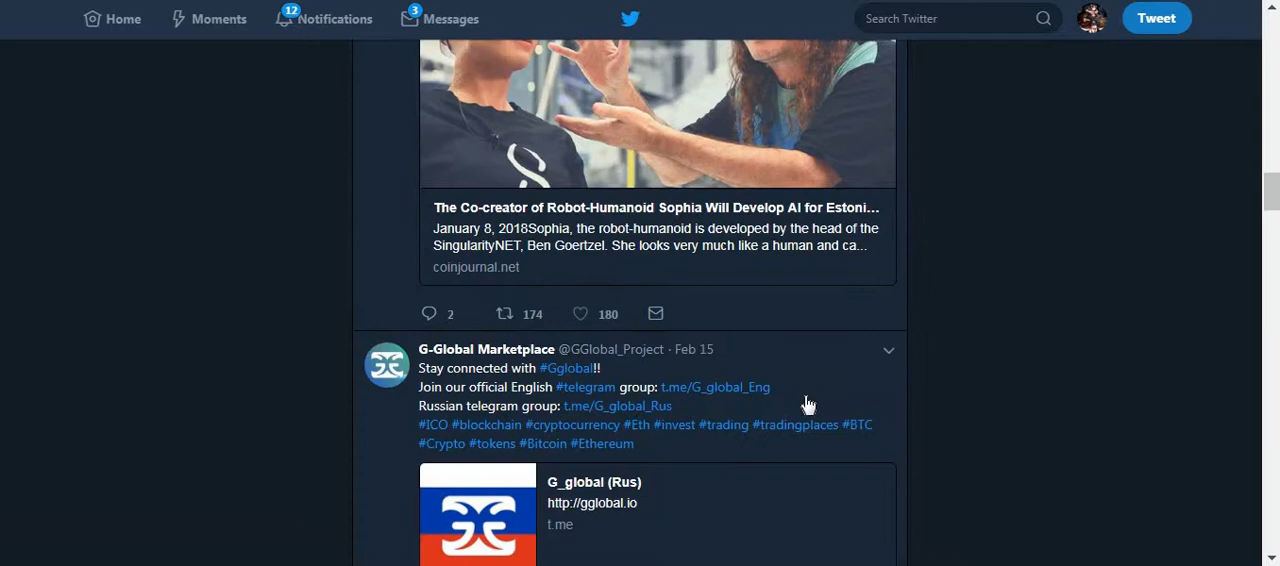 Home
Moments
12
Notifications
3
Messages
Search Twitter
Tweet
S
The Co-creator of Robot-Humanoid Sophia Will Develop AI for Estoni...
January 8, 2018Sophia, the robot-humanoid is developed by the head of the
SingularityNET, Ben Goertzel. She looks very much like a human and ca...
coinjournal.net
2
174
180
G-Global Marketplace @GGlobal_Project · Feb 15
Stay connected with #Gglobal!!
Join our official English #telegram group: t.me/G_global_Eng
Russian telegram group: t.me/G_global_Rus
#ICO #blockchain #cryptocurrency #Eth #invest #trading #tradingplaces #BTC
#Crypto #tokens #Bitcoin #Ethereum
G_global (Rus)
http://gglobal.io
t.me